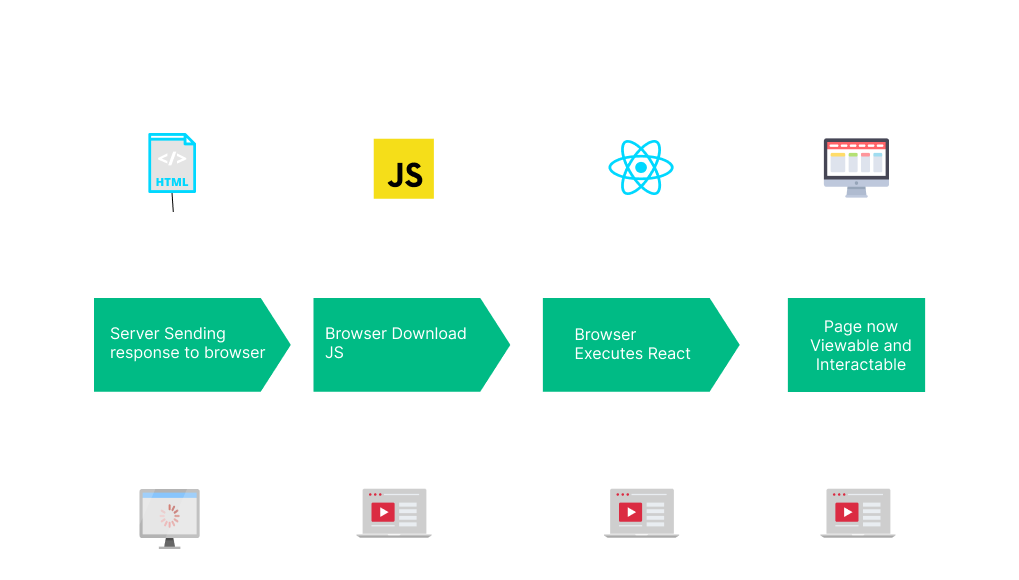 </>
HTML
JS
Server Sending
response to browser
Browser Download
JS
Browser
Executes React
Page now
Viewable and
Interactable